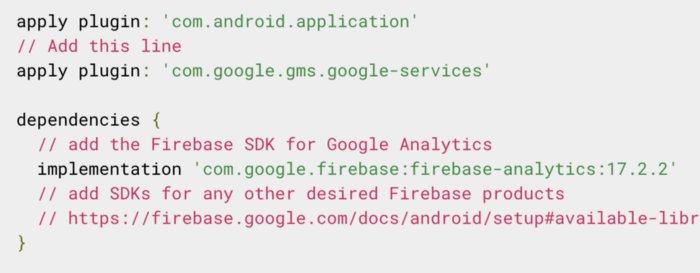 apply plugin: 'com.android.application'
// Add this line
apply plugin: 'com.google.gms.google-services'
dependencies {
// add the Firebase SDK for Google Analytics
implementation 'com.google.firebase:firebase-analytics:17.2.2'
// add SDKs for any other desired Firebase products
// https://firebase.google.com/docs/android/setup#available-libr
}